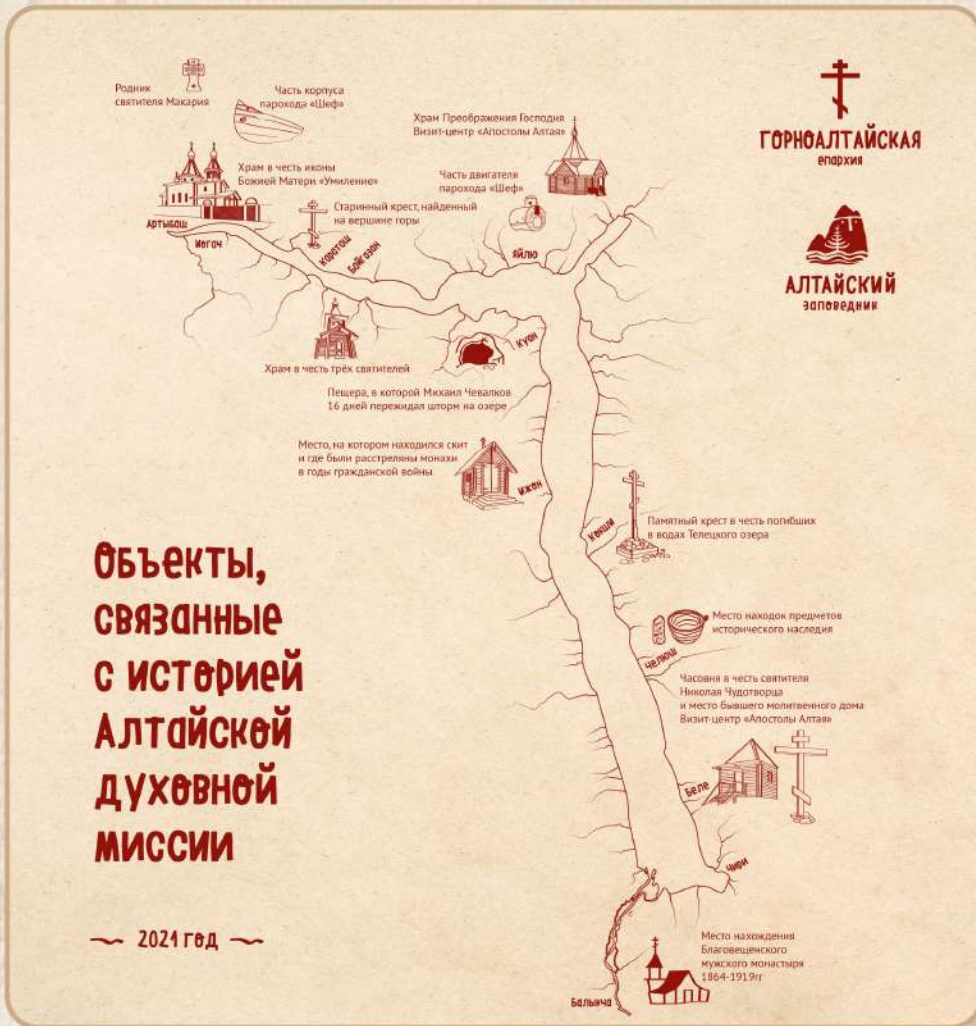 Родник
святителя Макария
Часть корпуса
парохода «Шеф»
Храм Преображения Господня
Визит-центр «Апостолы Алтая»
ГОРНОАЛТАЙСКАЯ
епархия
Храм в честь иконы
Божией Матери «Умиление»
Часть двигателя
парохода «Шеф»
Старинный крест, найденный
на вершине горы
Артыбаш
Иогач
Караташ
Байгазан
Яйлю
АЛТАЙСКИЙ
заповедник
Храм в честь трёх святителей
Куан
Пещера, в которой Михаил Чевалков
16 дней пережидал шторм на озере
Место, на котором находился скит
и где были расстреляны монахи
в годы гражданской войны
Ижон
Памятный крест в честь погибших
в водах Телецкого озера
Кокши
Объекты,
связанные
с историей
Алтайской
духовной
миссии
Место находок предметов
исторического наследия
Челюш
Часовня в честь святителя
Николая Чудотворца
и место бывшего молитвенного дома
Визит-центр «Апостолы Алтая»
Беле
Чири
2021 год
Место нахождения
Благовещенского
мужского монастыря
1864-1919гг
Балыкча